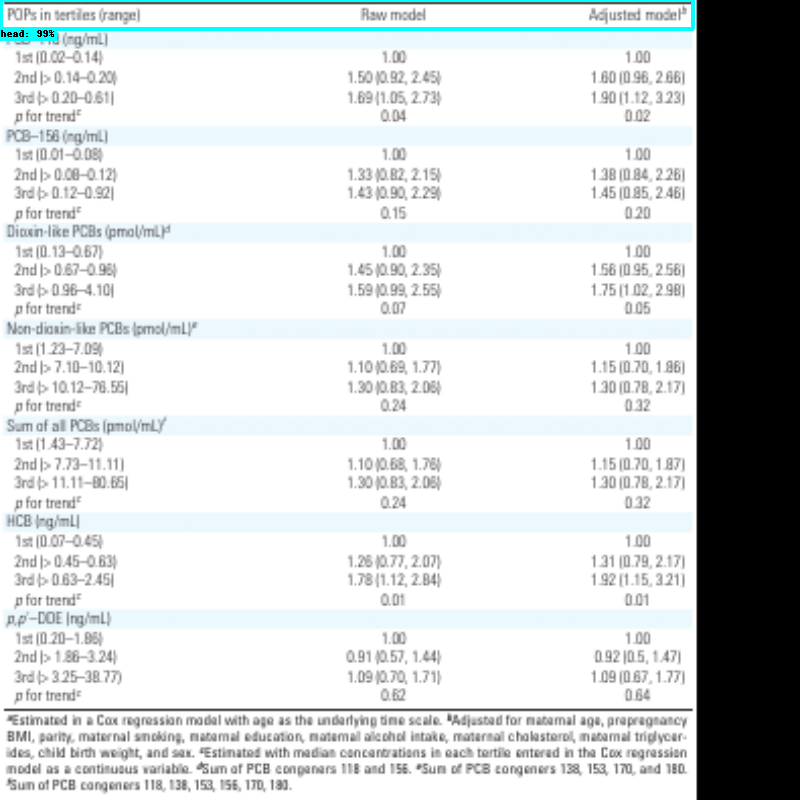 POPs in tertiles (range) Raw model Adjusted modelᵇ
head: 99%
(ng/mL)
1st (0.02–0.14) 1.00 1.00
2nd (> 0.14–0.20) 1.50 (0.92, 2.45) 1.60 (0.96, 2.66)
3rd (> 0.20–0.61) 1.69 (1.05, 2.73) 1.90 (1.12, 3.23)
p for trendᶜ 0.04 0.02
PCB–156 (ng/mL)
1st (0.01–0.08) 1.00 1.00
2nd (> 0.08–0.12) 1.33 (0.82, 2.15) 1.38 (0.84, 2.26)
3rd (> 0.12–0.92) 1.43 (0.90, 2.29) 1.45 (0.85, 2.46)
p for trendᶜ 0.15 0.20
Dioxin-like PCBs (pmol/mL)ᵈ
1st (0.13–0.67) 1.00 1.00
2nd (> 0.67–0.96) 1.45 (0.90, 2.35) 1.56 (0.95, 2.56)
3rd (> 0.96–4.10) 1.59 (0.99, 2.55) 1.75 (1.02, 2.98)
p for trendᶜ 0.07 0.05
Non-dioxin-like PCBs (pmol/mL)ᵉ
1st (1.23–7.09) 1.00 1.00
2nd (> 7.10–10.12) 1.10 (0.69, 1.77) 1.15 (0.70, 1.86)
3rd (> 10.12–76.55) 1.30 (0.83, 2.06) 1.30 (0.78, 2.17)
p for trendᶜ 0.24 0.32
Sum of all PCBs (pmol/mL)ᶠ
1st (1.43–7.72) 1.00 1.00
2nd (> 7.73–11.11) 1.10 (0.68, 1.76) 1.15 (0.70, 1.87)
3rd (> 11.11–80.65) 1.30 (0.83, 2.06) 1.30 (0.78, 2.17)
p for trendᶜ 0.24 0.32
HCB (ng/mL)
1st (0.07–0.45) 1.00 1.00
2nd (> 0.45–0.63) 1.26 (0.77, 2.07) 1.31 (0.79, 2.17)
3rd (> 0.63–2.45) 1.78 (1.12, 2.84) 1.92 (1.15, 3.21)
p for trendᶜ 0.01 0.01
p,p′–DDE (ng/mL)
1st (0.20–1.86) 1.00 1.00
2nd (> 1.86–3.24) 0.91 (0.57, 1.44) 0.92 (0.5, 1.47)
3rd (> 3.25–38.77) 1.09 (0.70, 1.71) 1.09 (0.67, 1.77)
p for trendᶜ 0.62 0.64
ᵃEstimated in a Cox regression model with age as the underlying time scale. ᵇAdjusted for maternal age, prepregnancy
BMI, parity, maternal smoking, maternal education, maternal alcohol intake, maternal cholesterol, maternal triglycer-
ides, child birth weight, and sex. ᶜEstimated with median concentrations in each tertile entered in the Cox regression
model as a continuous variable. ᵈSum of PCB congeners 118 and 156. ᵉSum of PCB congeners 138, 153, 170, and 180.
ᶠSum of PCB congeners 118, 138, 153, 156, 170, 180.